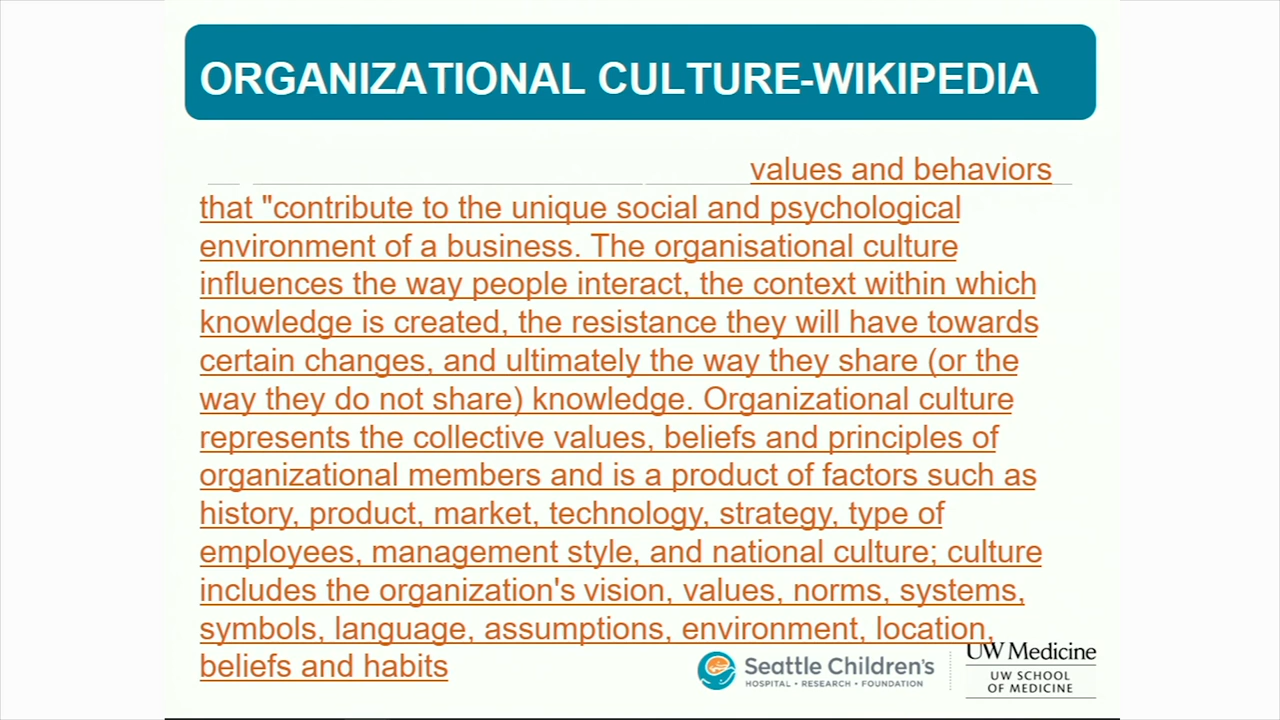 ORGANIZATIONAL CULTURE-WIKIPEDIA
values and behaviors
that "contribute to the unique social and psychological
environment of a business. The organisational culture
influences the way people interact, the context within which
knowledge is created, the resistance they will have towards
certain changes, and ultimately the way they share (or the
way they do not share) knowledge. Organizational culture
represents the collective values, beliefs and principles of
organizational members and is a product of factors such as
history, product, market, technology, strategy, type of
employees, management style, and national culture; culture
includes the organization's vision, values, norms, systems,
symbols, language, assumptions, environment, location,
beliefs and habits
Seattle Children's
HOSPITAL • RESEARCH • FOUNDATION
UW Medicine
UW SCHOOL
OF MEDICINE